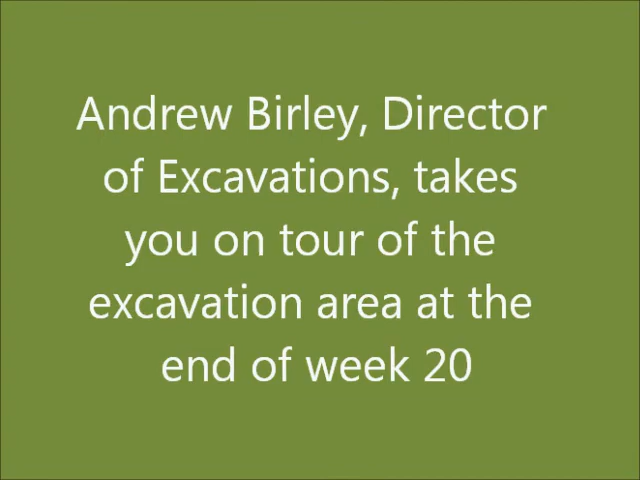 Andrew Birley, Director
of Excavations, takes
you on tour of the
excavation area at the
end of week 20